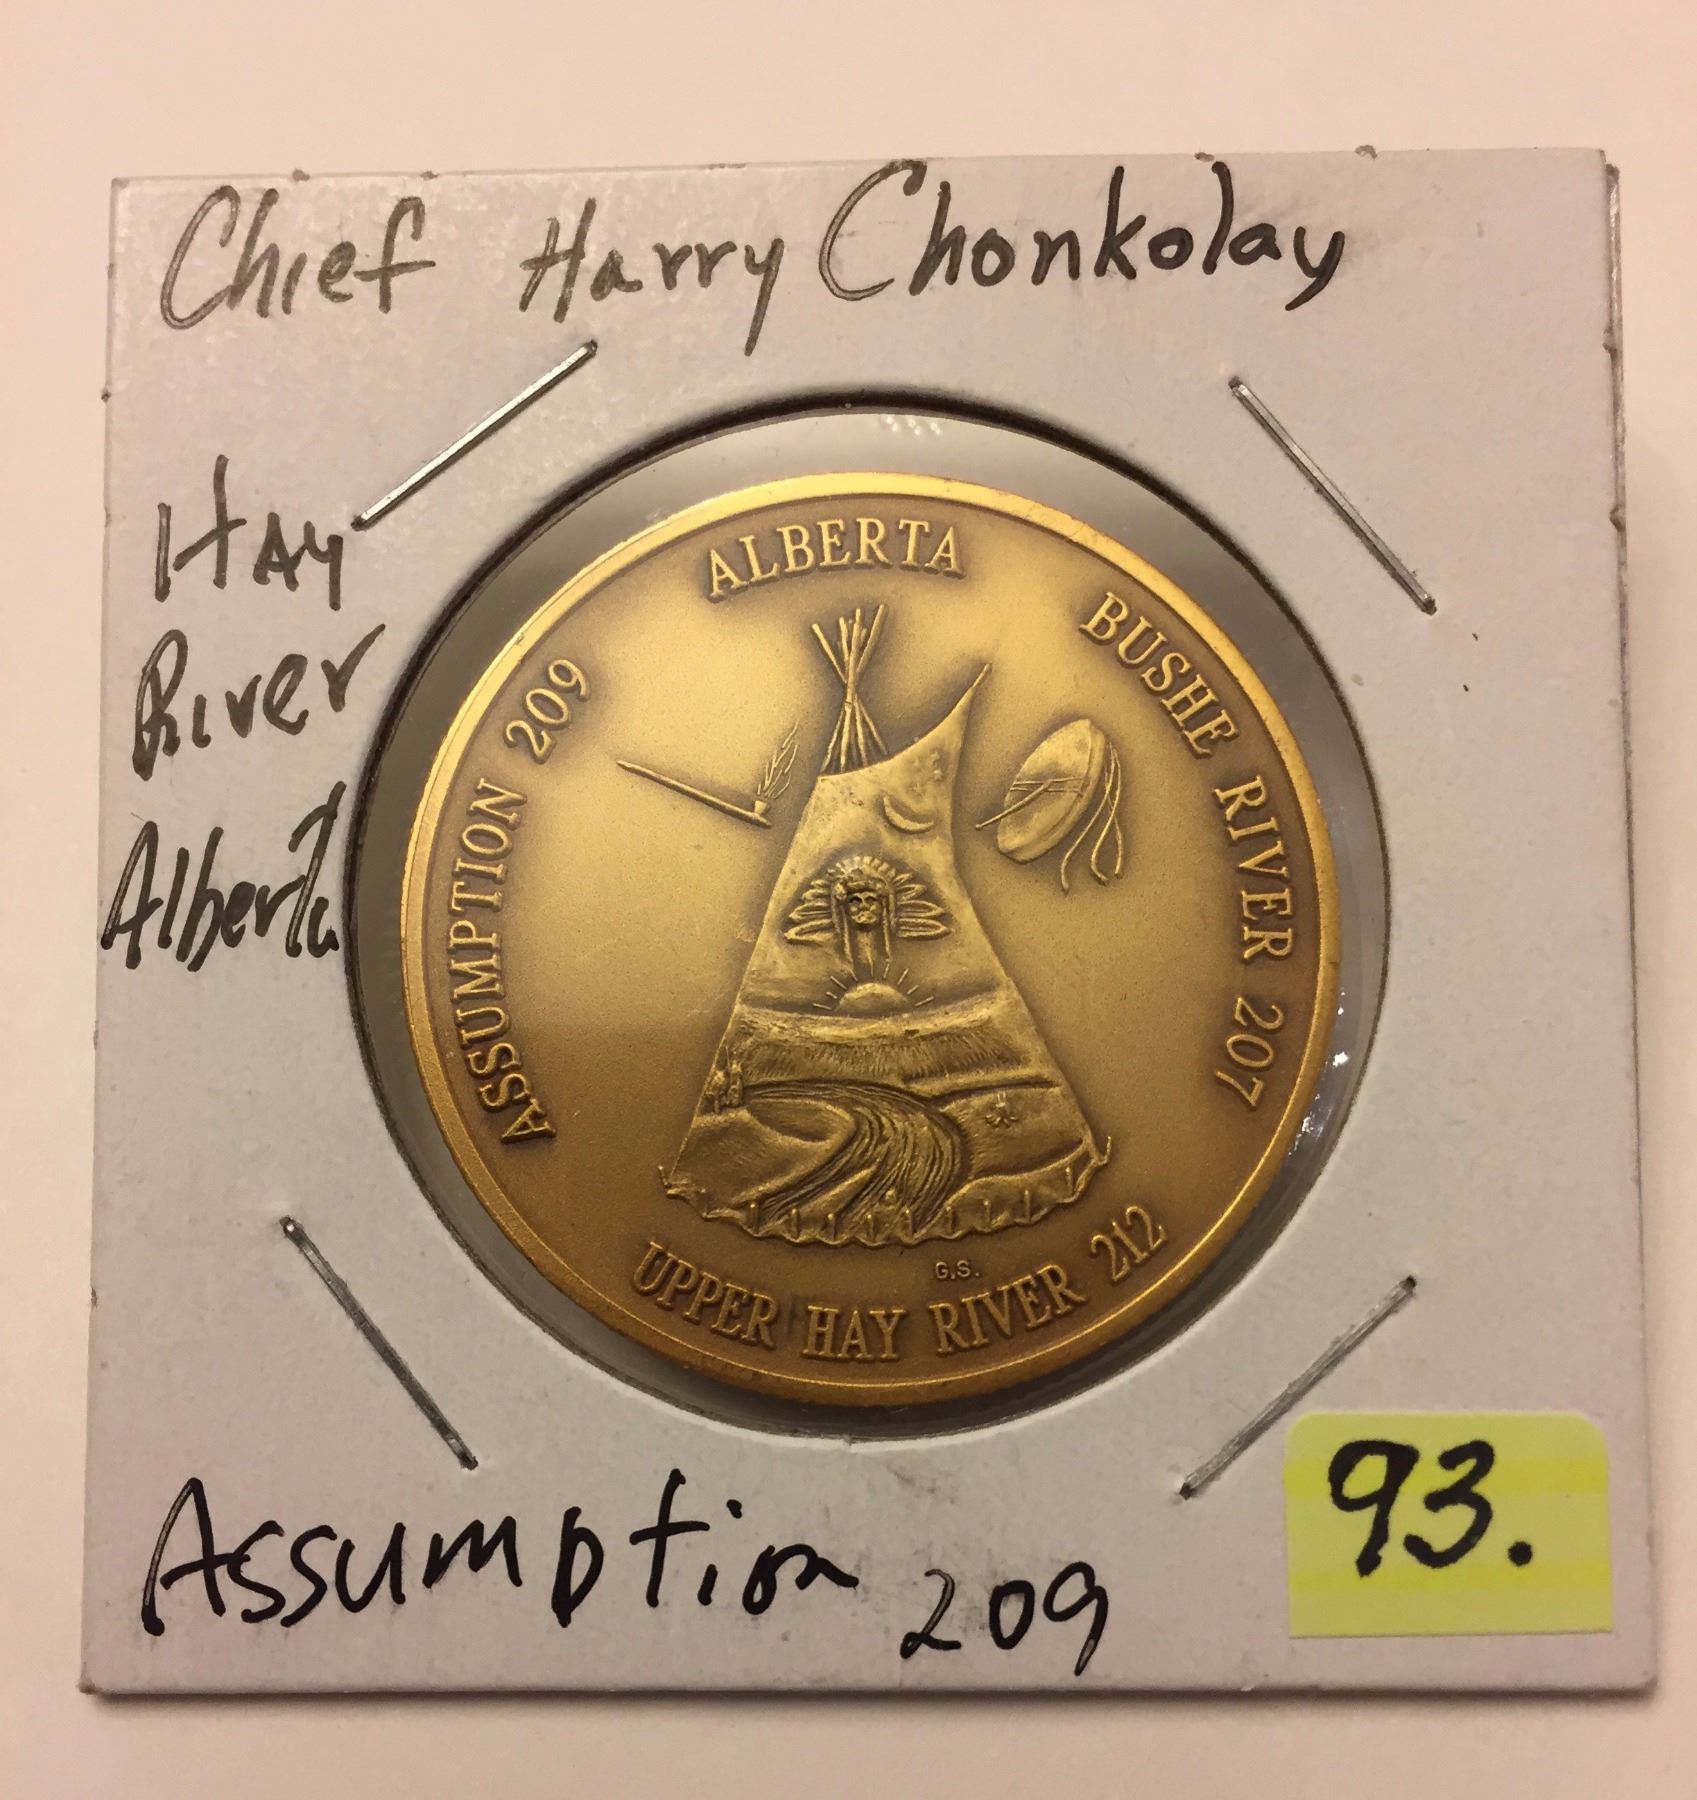 Chief Harry Chonkolay
Hay
River
Alberta
ALBERTA
ASSUMPTION 209
BUSHE RIVER 207
G.S.
UPPER HAY RIVER 212
Assumption 209
93.